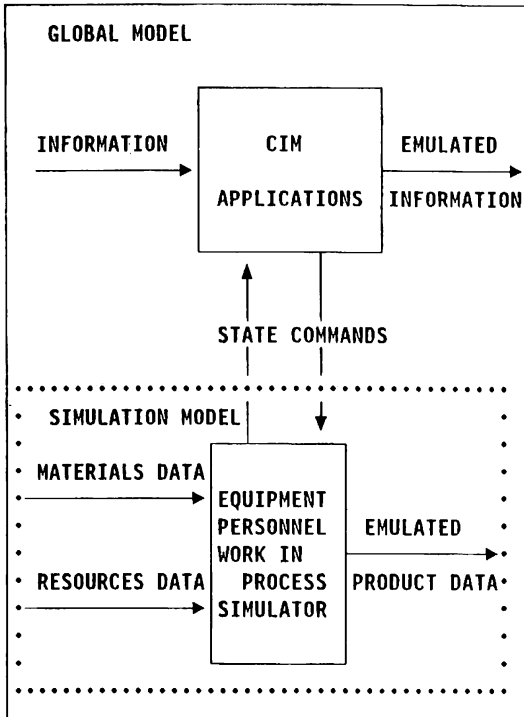 GLOBAL MODEL
INFORMATION
CIM
APPLICATIONS
EMULATED
INFORMATION
STATE COMMANDS
SIMULATION MODEL
MATERIALS DATA
RESOURCES DATA
EQUIPMENT
PERSONNEL
WORK IN
PROCESS
SIMULATOR
EMULATED
PRODUCT DATA